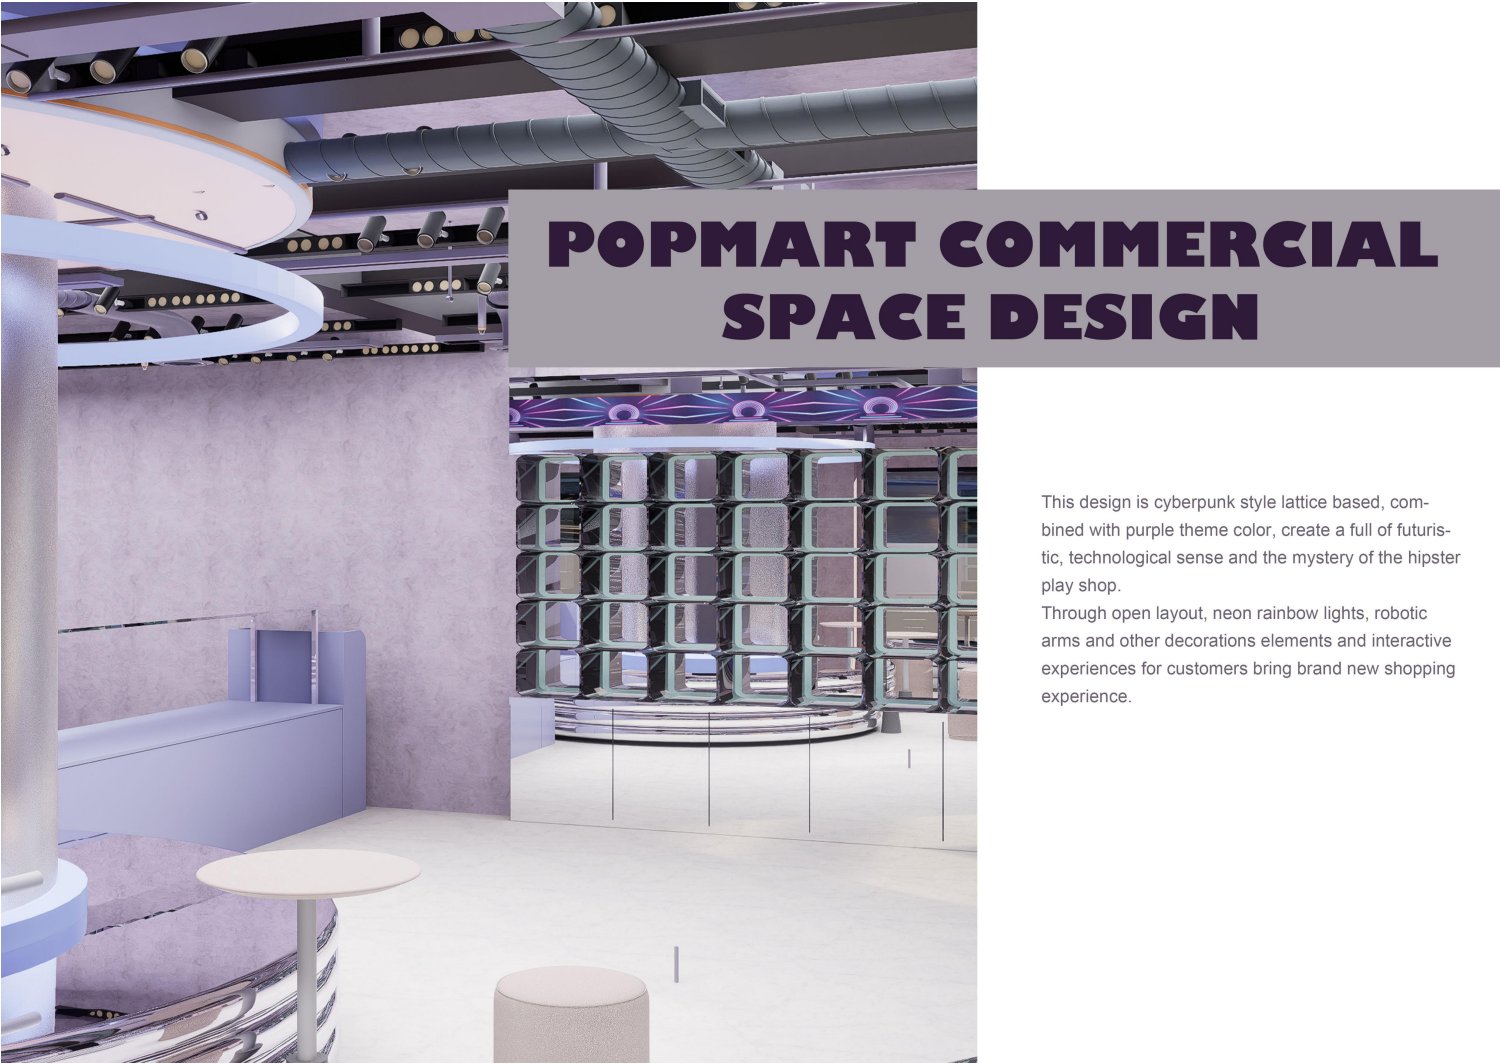 POPMART COMMERCIAL
SPACE DESIGN
This design is cyberpunk style lattice based, com-
bined with purple theme color, create a full of futuris-
tic, technological sense and the mystery of the hipster
play shop.
Through open layout, neon rainbow lights, robotic
arms and other decorations elements and interactive
experiences for customers bring brand new shopping
experience.